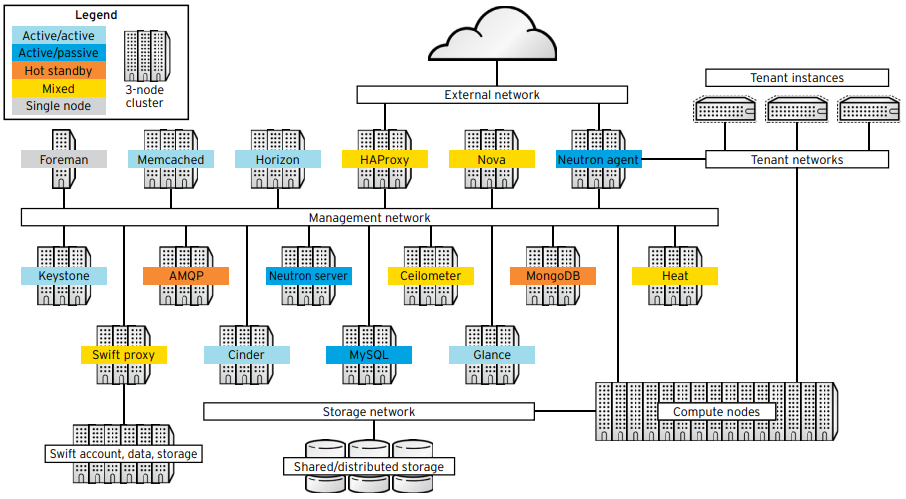 Legend
Active/active
Active/passive
Hot standby
Mixed
Single node
3-node
cluster
External network
Tenant instances
Foreman
Memcached
Horizon
HAProxy
Nova
Neutron agent
Tenant networks
Management network
Keystone
AMQP
Neutron server
Ceilometer
MongoDB
Heat
Swift proxy
Cinder
MySQL
Glance
Storage network
Compute nodes
Swift account, data, storage
Shared/distributed storage